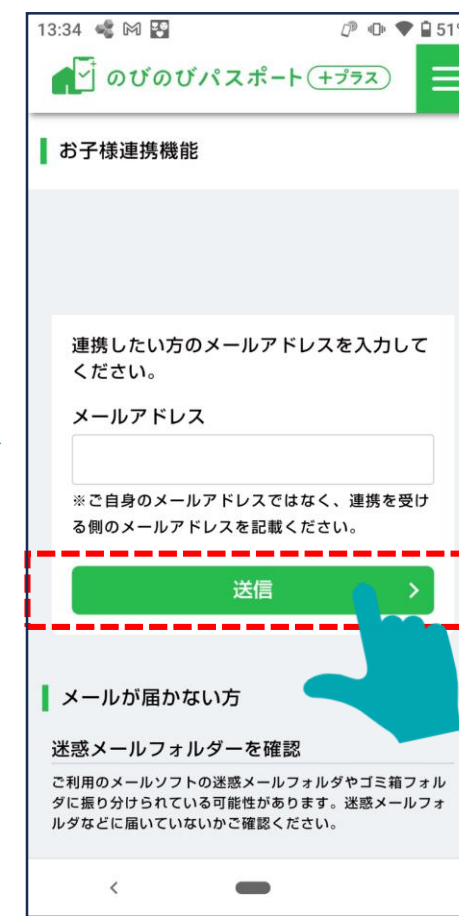 13:34
51%
のびのびパスポート +プラス
お子様連携機能
連携したい方のメールアドレスを入力して
ください。
メールアドレス
※ご自身のメールアドレスではなく、連携を受け
る側のメールアドレスを記載ください。
送信
メールが届かない方
迷惑メールフォルダーを確認
ご利用のメールソフトの迷惑メールフォルダやゴミ箱フォル
ダに振り分けられている可能性があります。迷惑メールフォ
ルダなどに届いていないかご確認ください。